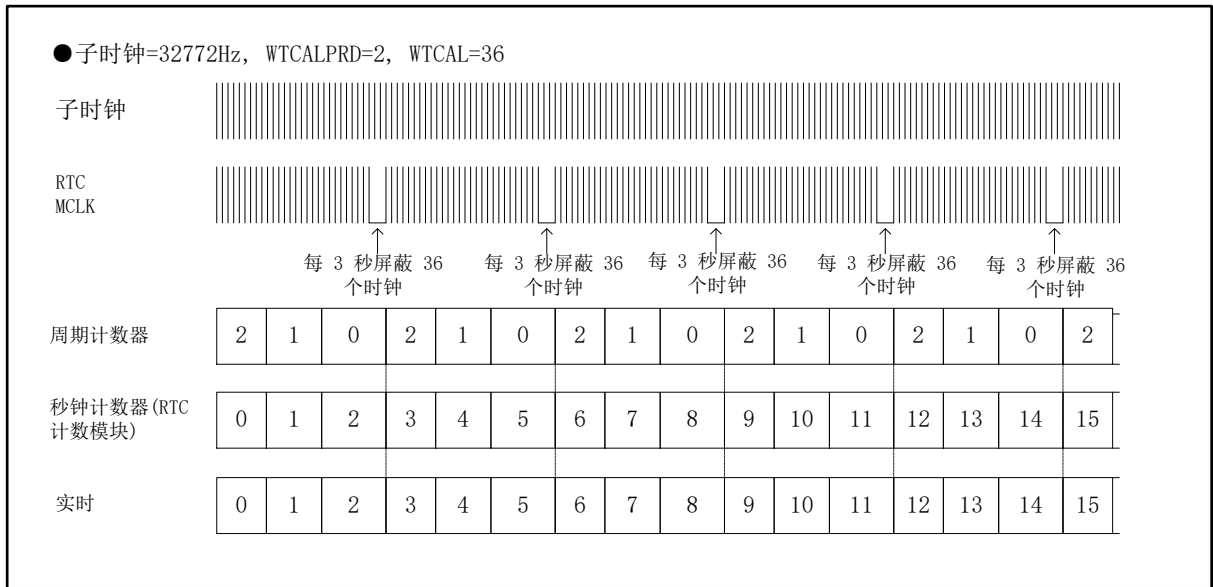 ●子时钟=32772Hz, WTCALPRD=2, WTCAL=36
子时钟
RTC
MCLK
每 3 秒屏蔽 36
个时钟
每 3 秒屏蔽 36
个时钟
每 3 秒屏蔽 36
个时钟
每 3 秒屏蔽 36
个时钟
每 3 秒屏蔽 36
个时钟
周期计数器 2 1 0 2 1 0 2 1 0 2 1 0 2 1 0 2
秒钟计数器(RTC
计数模块) 0 1 2 3 4 5 6 7 8 9 10 11 12 13 14 15
实时 0 1 2 3 4 5 6 7 8 9 10 11 12 13 14 15